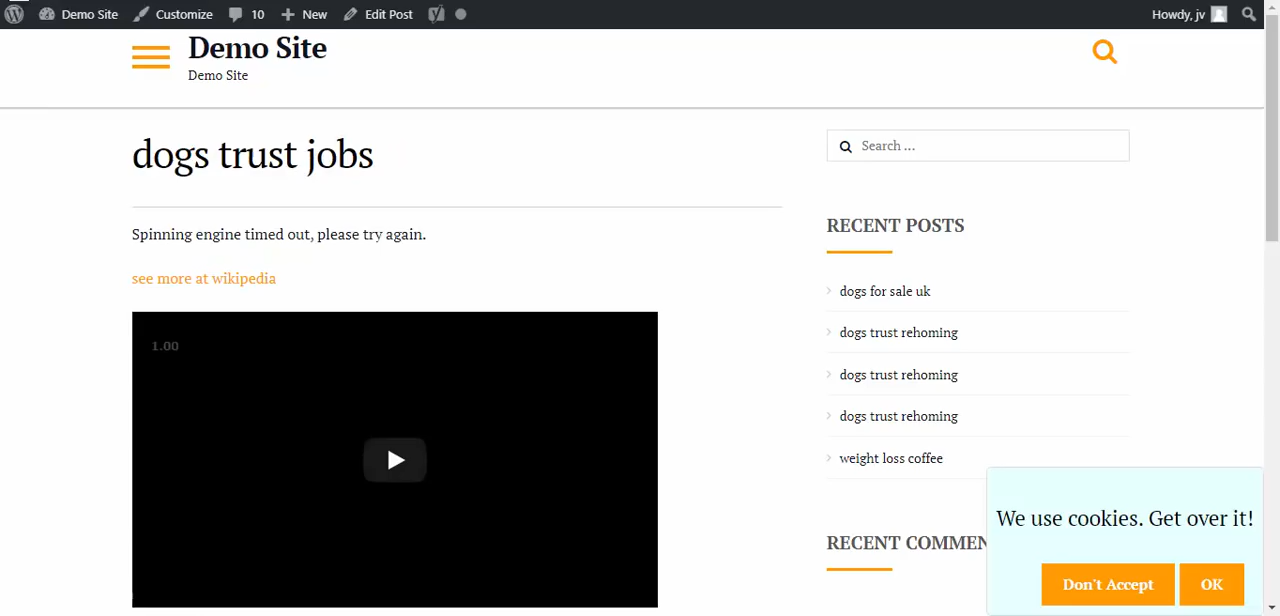 Demo Site Customize 10 New Edit Post Howdy, jv
Demo Site
Demo Site
dogs trust jobs
Spinning engine timed out, please try again.
see more at wikipedia
1.00
Search ...
RECENT POSTS
dogs for sale uk
dogs trust rehoming
dogs trust rehoming
dogs trust rehoming
weight loss coffee
RECENT COMMEN
We use cookies. Get over it!
Don't Accept OK